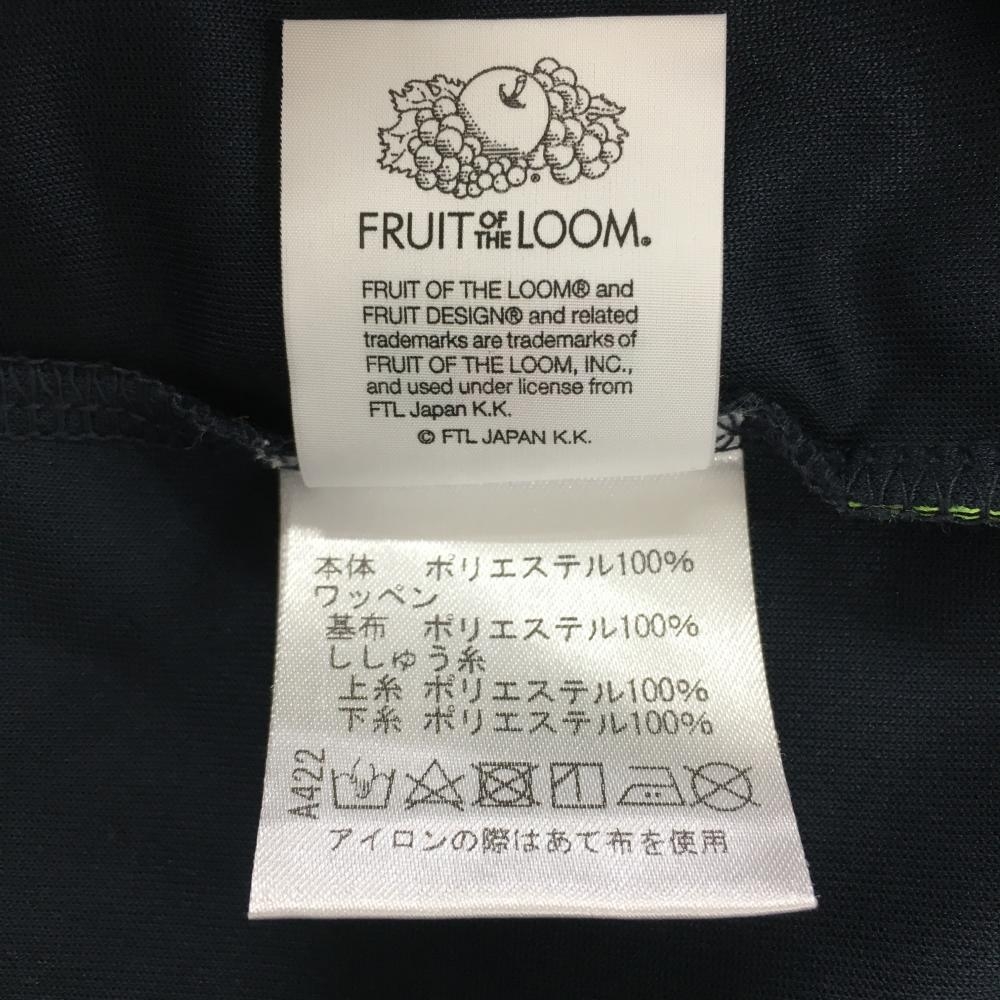 FRUIT OF THE LOOM®
FRUIT OF THE LOOM® and
FRUIT DESIGN® and related
trademarks are trademarks of
FRUIT OF THE LOOM, INC.,
and used under license from
FTL Japan K.K.
© FTL JAPAN K.K.
本体 ポリエステル100%
ワッペン
基布 ポリエステル100%
ししゅう糸
上糸 ポリエステル100%
下糸 ポリエステル100%
A422
アイロンの際はあて布を使用